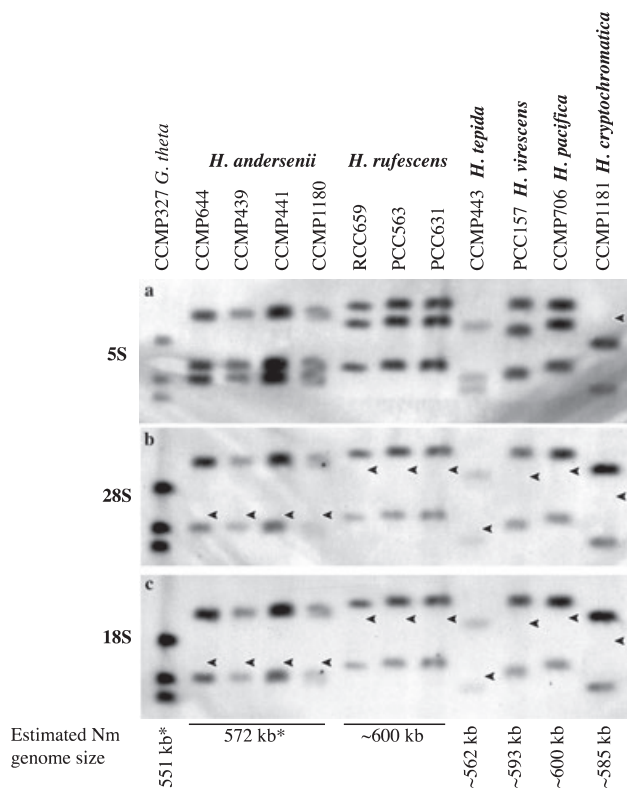 H. andersenii
H. rufescens
CCMP327 G. theta
CCMP644
CCMP439
CCMP441
CCMP1180
RCC659
PCC563
PCC631
CCMP443 H. tepida
PCC157 H. virescens
CCMP706 H. pacifica
CCMP1181 H. cryptochromatica
a
5S
b
28S
c
18S
Estimated Nm
genome size
551 kb*
572 kb*
~600 kb
~562 kb
~593 kb
~600 kb
~585 kb